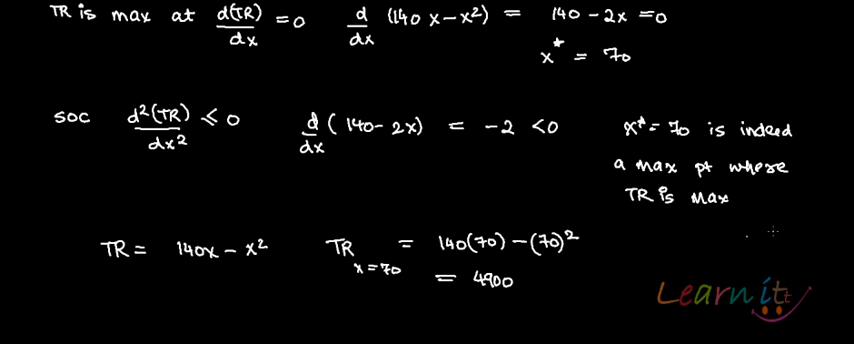 TR is max at d(TR)/dx = 0 d/dx (140x - x²) = 140 - 2x = 0
x* = 70
SOC d²(TR)/dx² ≤ 0 d/dx (140 - 2x) = -2 < 0 x* = 70 is indeed
a max pt where
TR is Max
TR = 140x - x² TR x=70 = 140(70) - (70)²
= 4900
Learnitt